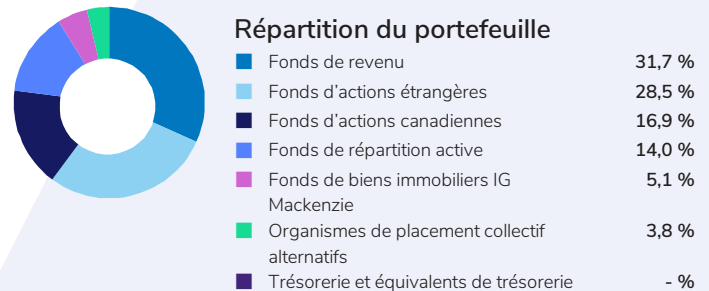 Répartition du portefeuille
Fonds de revenu 31,7 %
Fonds d'actions étrangères 28,5 %
Fonds d'actions canadiennes 16,9 %
Fonds de répartition active 14,0 %
Fonds de biens immobiliers IG 5,1 %
Mackenzie
Organismes de placement collectif 3,8 %
alternatifs
Trésorerie et équivalents de trésorerie - %